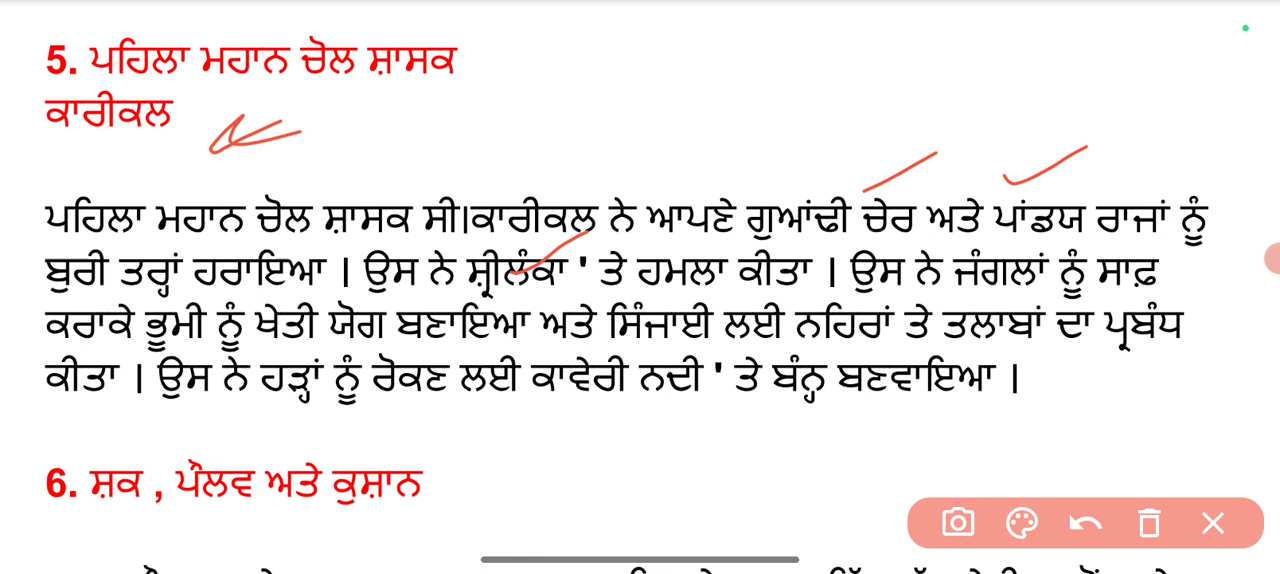 5. ਪਹਿਲਾ ਮਹਾਨ ਚੋਲ ਸ਼ਾਸਕ
ਕਾਰੀਕਲ
ਪਹਿਲਾ ਮਹਾਨ ਚੋਲ ਸ਼ਾਸਕ ਸੀ।ਕਾਰੀਕਲ ਨੇ ਆਪਣੇ ਗੁਆਂਢੀ ਚੇਰ ਅਤੇ ਪਾਂਡਯ ਰਾਜਾਂ ਨੂੰ
ਬੁਰੀ ਤਰ੍ਹਾਂ ਹਰਾਇਆ । ਉਸ ਨੇ ਸ਼੍ਰੀਲੰਕਾ ' ਤੇ ਹਮਲਾ ਕੀਤਾ । ਉਸ ਨੇ ਜੰਗਲਾਂ ਨੂੰ ਸਾਫ਼
ਕਰਾਕੇ ਭੂਮੀ ਨੂੰ ਖੇਤੀ ਯੋਗ ਬਣਾਇਆ ਅਤੇ ਸਿੰਜਾਈ ਲਈ ਨਹਿਰਾਂ ਤੇ ਤਲਾਬਾਂ ਦਾ ਪ੍ਰਬੰਧ
ਕੀਤਾ । ਉਸ ਨੇ ਹੜ੍ਹਾਂ ਨੂੰ ਰੋਕਣ ਲਈ ਕਾਵੇਰੀ ਨਦੀ ' ਤੇ ਬੰਨ੍ਹ ਬਣਵਾਇਆ ।
6. ਸ਼ਕ , ਪੌਲਵ ਅਤੇ ਕੁਸ਼ਾਨ